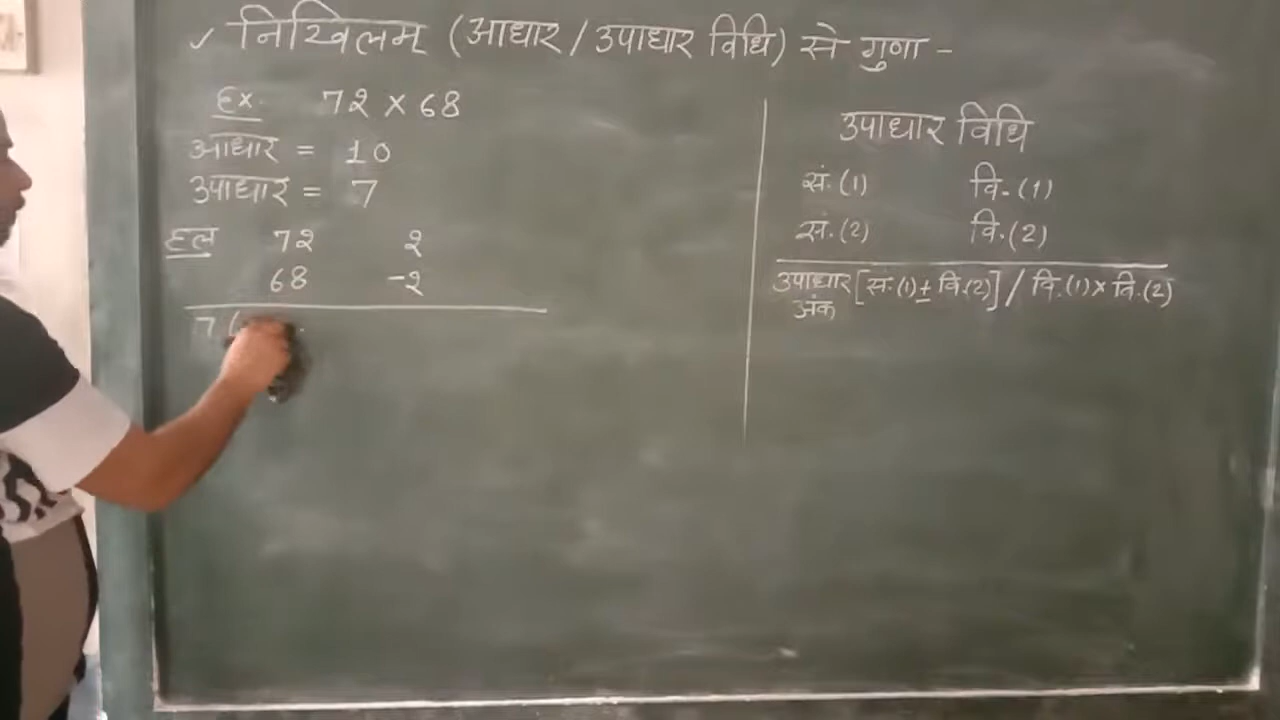 ✓ निखिलम् (आधार / उपाधार विधि) से गुणा -
Ex. 72 × 68
आधार = 10
उपाधार = 7
हल 72 2
68 -2
7 (
उपाधार विधि
सं.(1) वि.(1)
सं.(2) वि.(2)
उपाधार [सं.(1) ± वि.(2)] / वि.(1) × वि.(2)
अंक